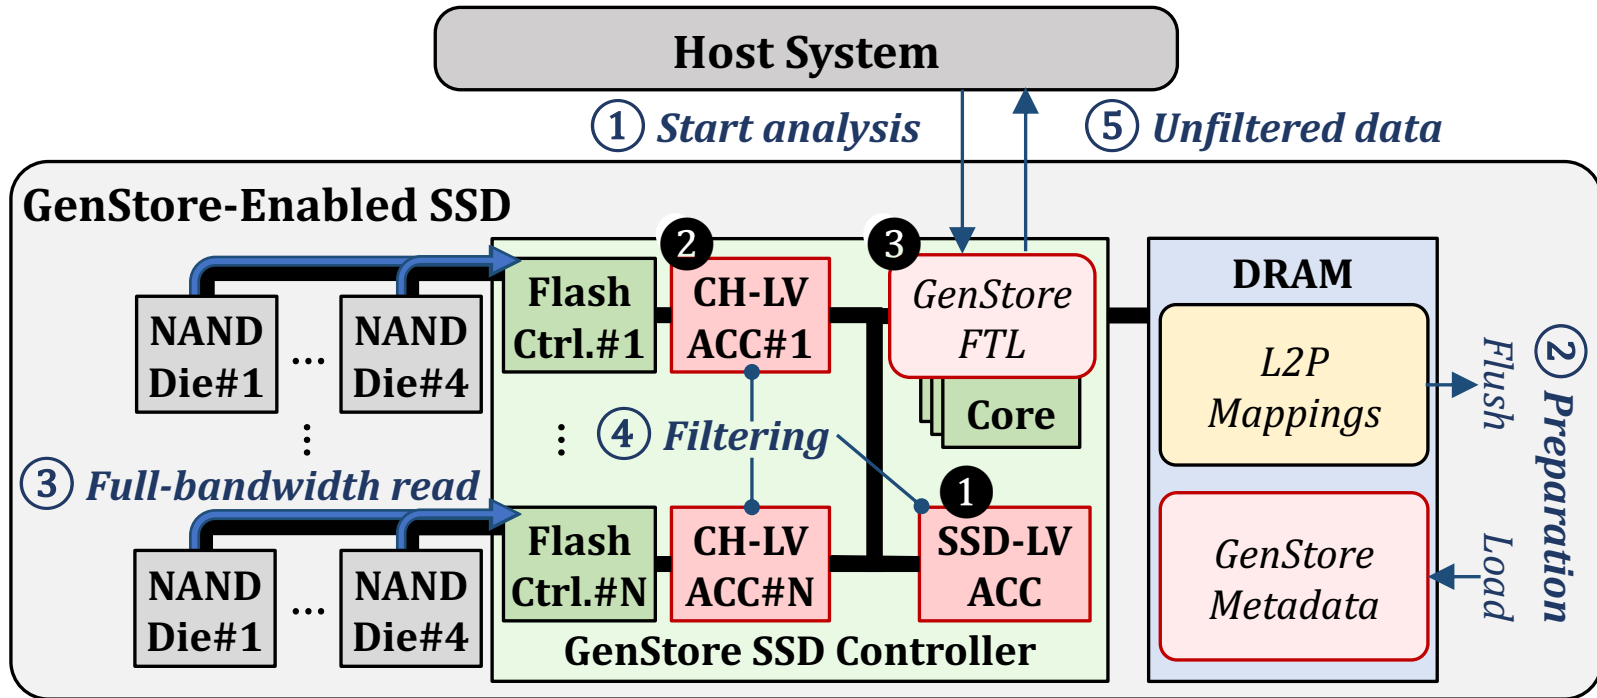 Host System
① Start analysis
⑤ Unfiltered data
GenStore-Enabled SSD
❷
❸
NAND
Die#1
...
NAND
Die#4
Flash
Ctrl.#1
CH-LV
ACC#1
GenStore
FTL
Core
DRAM
L2P
Mappings
Flush
② Preparation
④ Filtering
③ Full-bandwidth read
❶
NAND
Die#1
...
NAND
Die#4
Flash
Ctrl.#N
CH-LV
ACC#N
SSD-LV
ACC
GenStore
Metadata
Load
GenStore SSD Controller